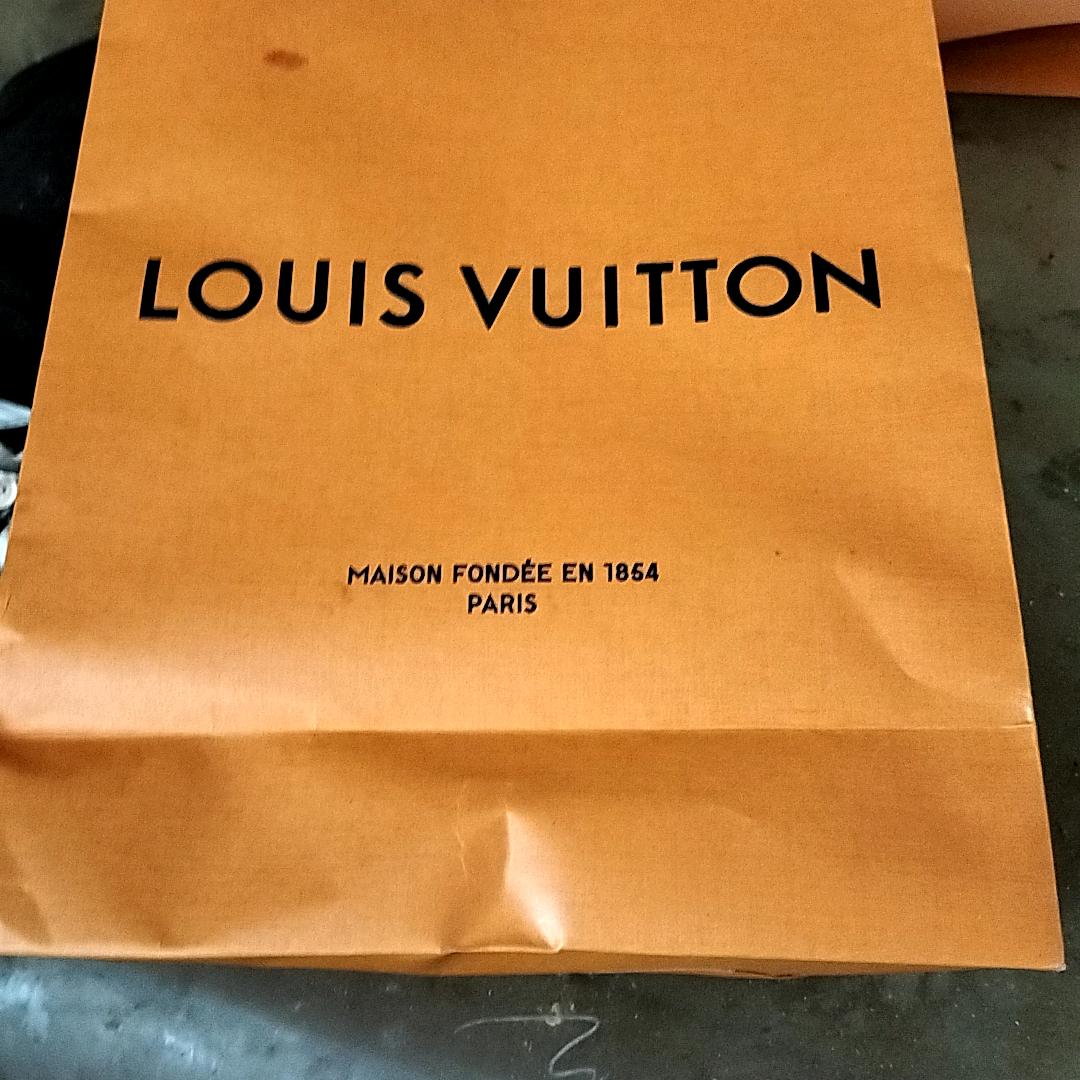 LOUIS VUITTON
MAISON FONDÉE EN 1854
PARIS